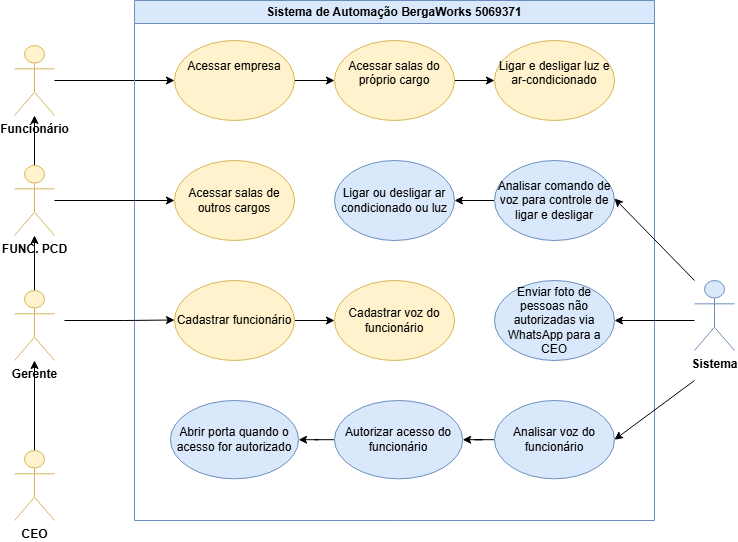 Sistema de Automação BergaWorks 5069371
Acessar empresa
Acessar salas do
próprio cargo
Ligar e desligar luz e
ar-condicionado
Funcionário
Acessar salas de
outros cargos
Ligar ou desligar ar
condicionado ou luz
Analisar comando de
voz para controle de
ligar e desligar
FUNC. PCD
Cadastrar funcionário
Cadastrar voz do
funcionário
Enviar foto de
pessoas não
autorizadas via
WhatsApp para a
CEO
Gerente
Sistema
Abrir porta quando o
acesso for autorizado
Autorizar acesso do
funcionário
Analisar voz do
funcionário
CEO